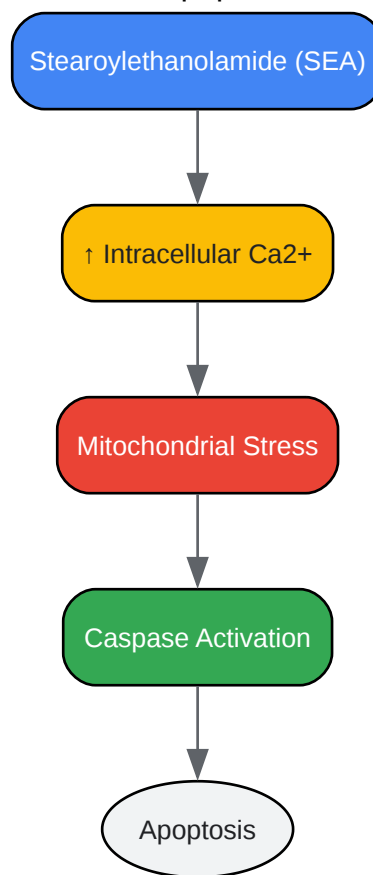 Stearoylethanolamide (SEA)
↑ Intracellular Ca2+
Mitochondrial Stress
Caspase Activation
Apoptosis